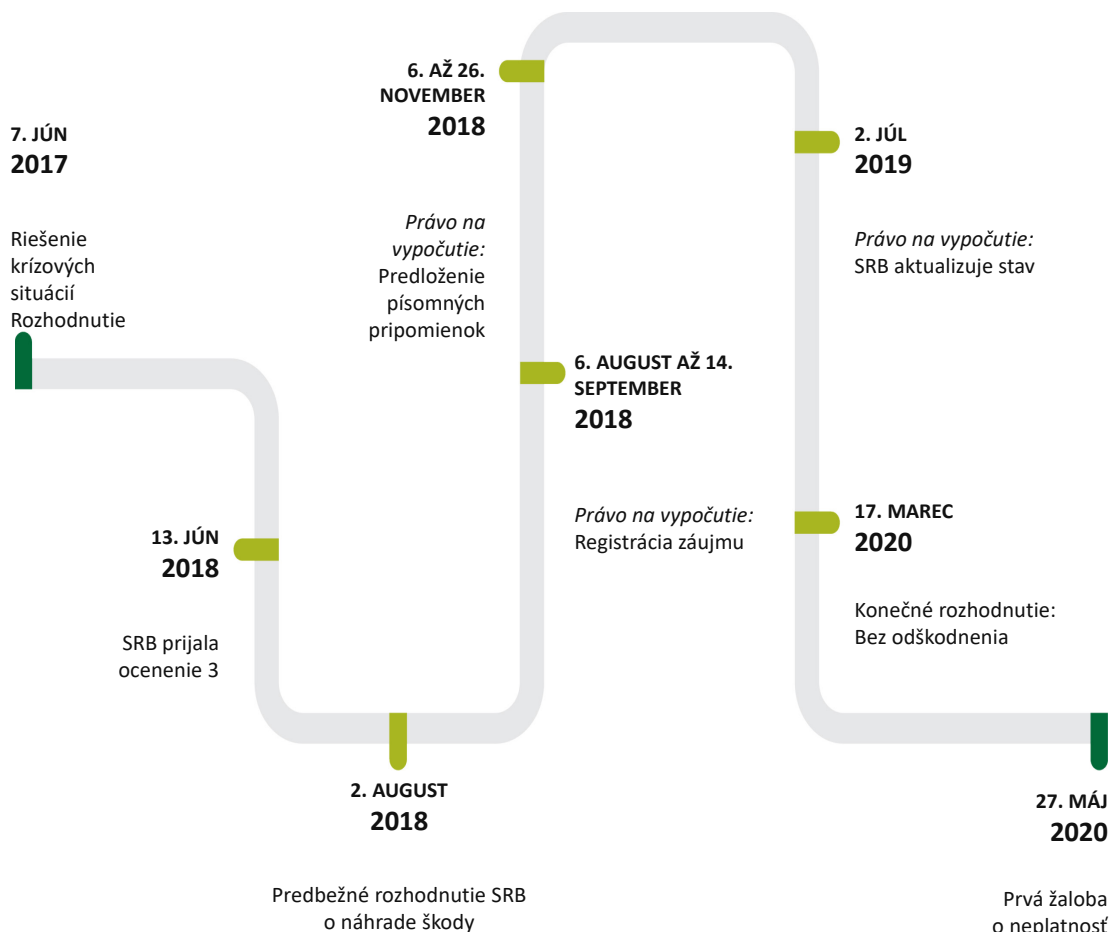 7. JÚN
2017
Riešenie
krízových
situácií
Rozhodnutie
13. JÚN
2018
SRB prijala
ocenenie 3
2. AUGUST
2018
Predbežné rozhodnutie SRB
o náhrade škody
6. AUGUST AŽ 14.
SEPTEMBER
2018
Právo na vypočutie:
Registrácia záujmu
6. AŽ 26.
NOVEMBER
2018
Právo na
vypočutie:
Predloženie
písomných
pripomienok
2. JÚL
2019
Právo na vypočutie:
SRB aktualizuje stav
17. MAREC
2020
Konečné rozhodnutie:
Bez odškodnenia
27. MÁJ
2020
Prvá žaloba
o neplatnosť